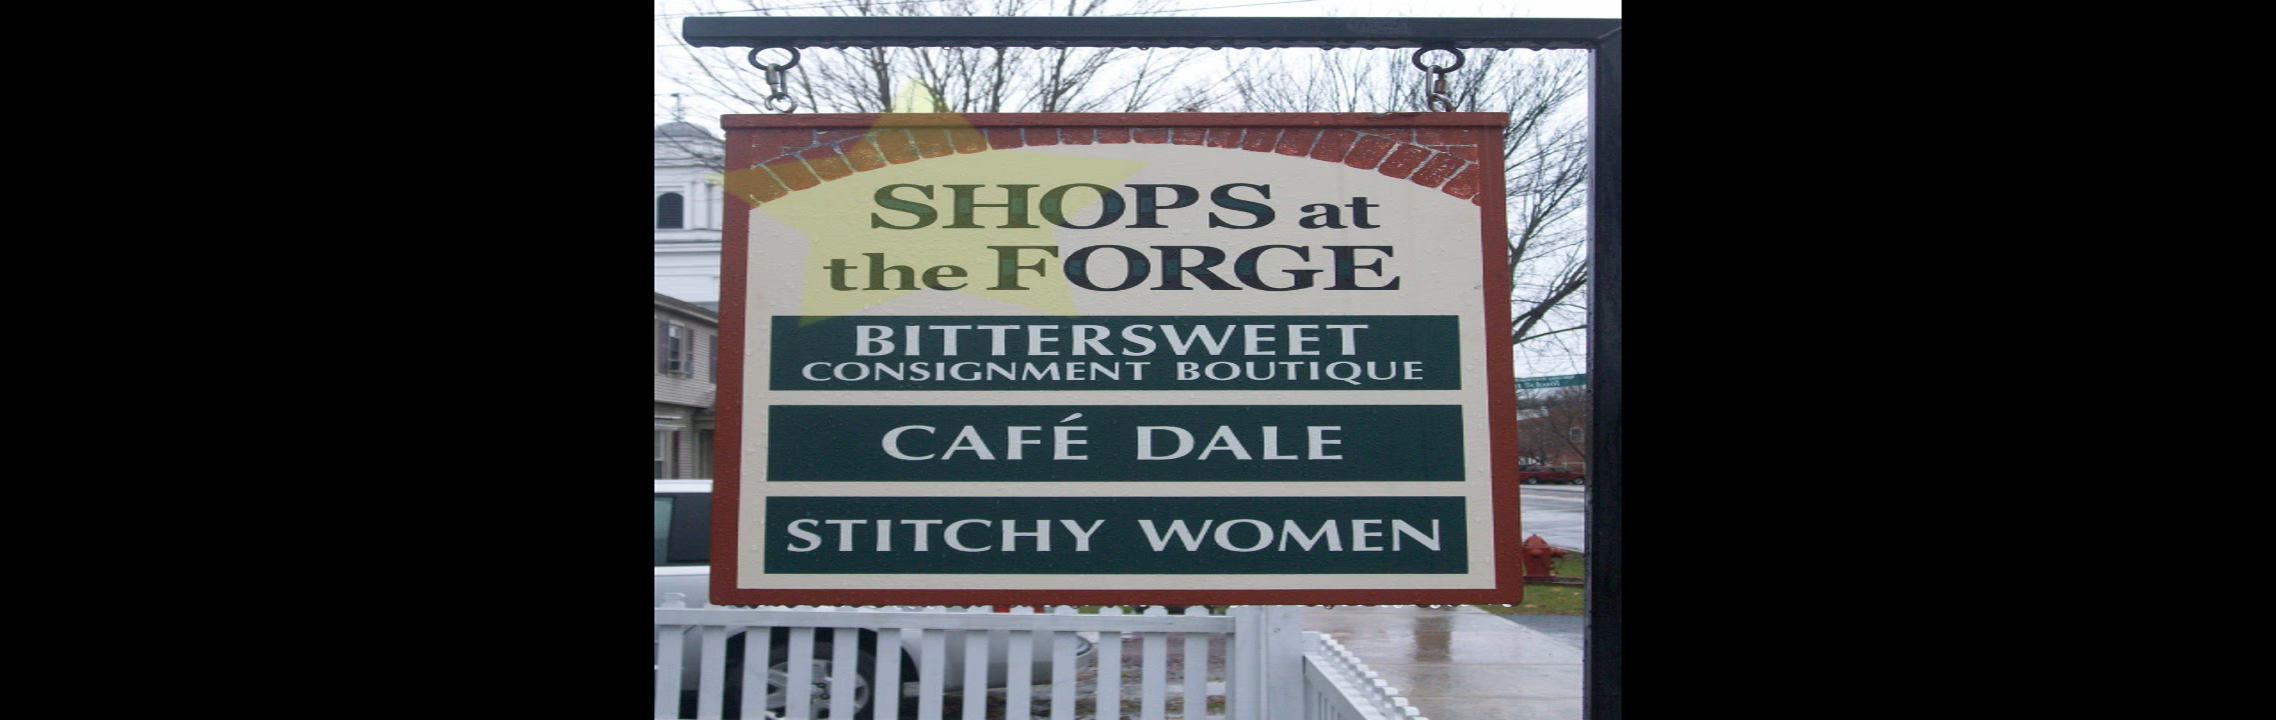 SHOPS at
the FORGE
BITTERSWEET
CONSIGNMENT BOUTIQUE
CAFÉ DALE
STITCHY WOMEN